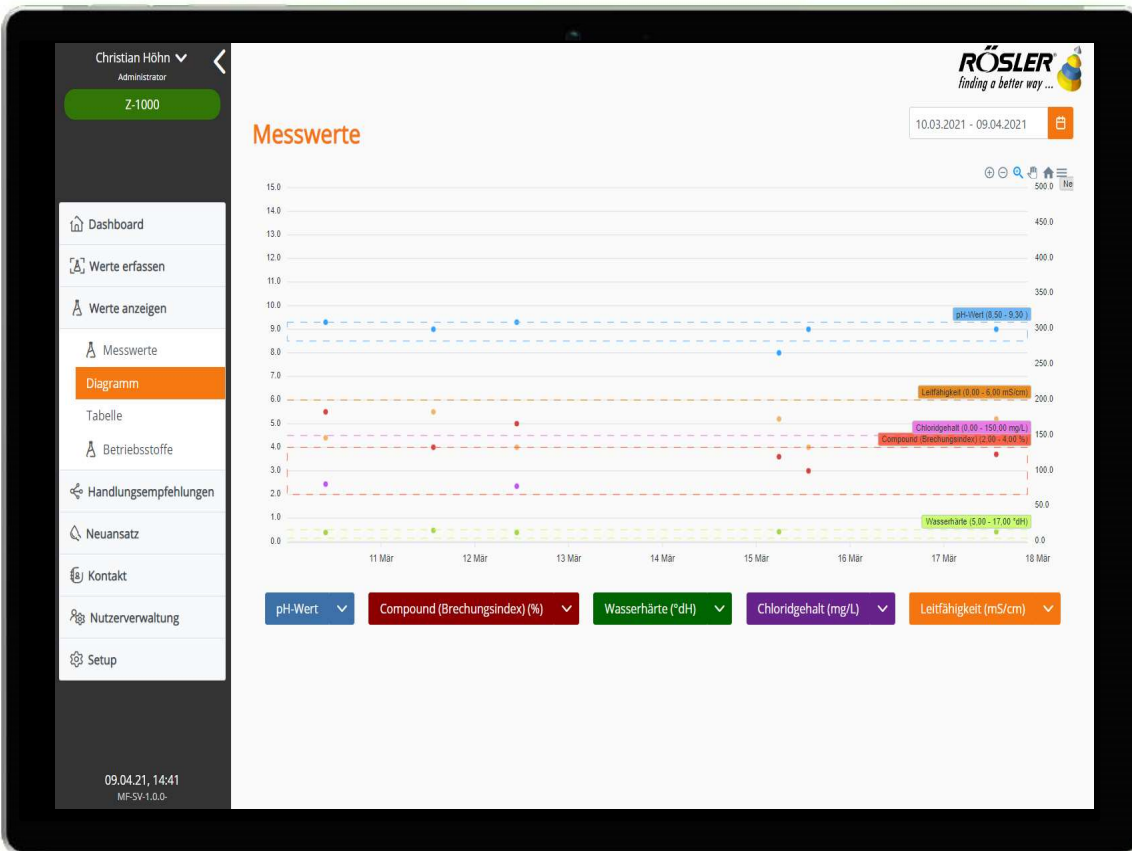 Christian Höhn
Administrator
Z-1000
Dashboard
Werte erfassen
Werte anzeigen
Messwerte
Diagramm
Tabelle
Betriebsstoffe
Handlungsempfehlungen
Neuansatz
Kontakt
Nutzerverwaltung
Setup
09.04.21, 14:41
MF-SV-1.0.0-
RÖSLER®
finding a better way ...
Messwerte
10.03.2021 - 09.04.2021
Ne
15.0
14.0
13.0
12.0
11.0
10.0
9.0
8.0
7.0
6.0
5.0
4.0
3.0
2.0
1.0
0.0
500.0
450.0
400.0
350.0
300.0
250.0
200.0
150.0
100.0
50.0
0.0
pH-Wert (8.50 - 9.30 )
Leitfähigkeit (0,00 - 6,00 mS/cm)
Chloridgehalt (0,00 - 150,00 mg/L)
Compound (Brechungsindex) (2,00 - 4,00 %)
Wasserhärte (5,00 - 17,00 °dH)
11 Mär 12 Mär 13 Mär 14 Mär 15 Mär 16 Mär 17 Mär 18 Mär
pH-Wert Compound (Brechungsindex) (%) Wasserhärte (°dH) Chloridgehalt (mg/L) Leitfähigkeit (mS/cm)